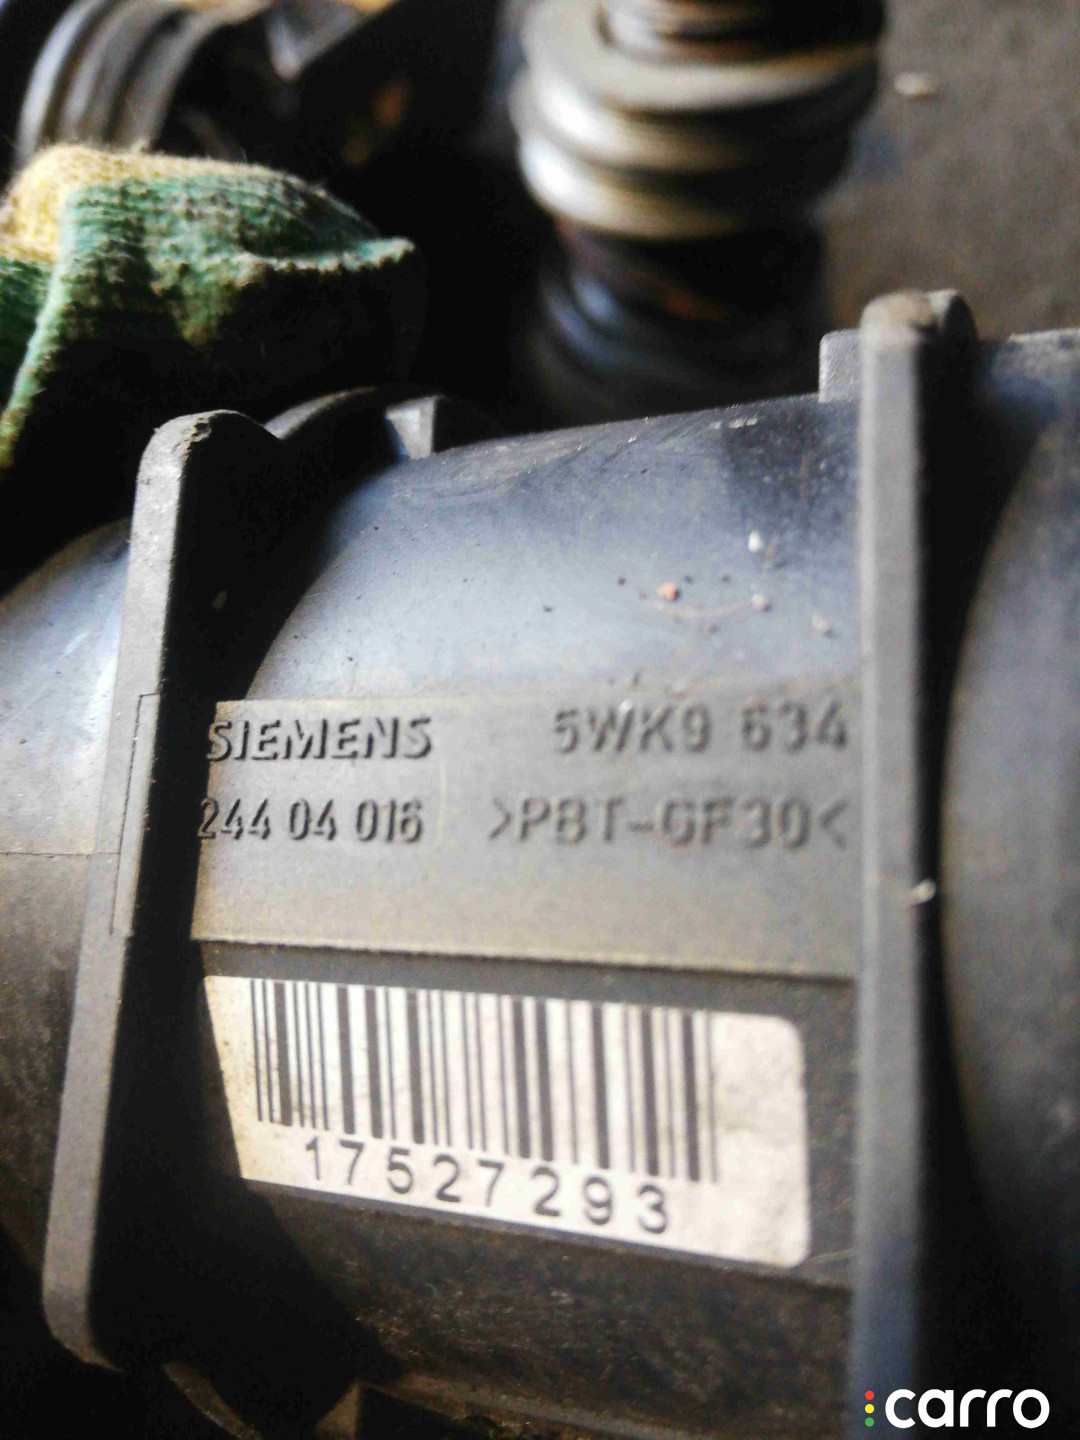 SIEMENS 5WK9 634
244 04 016 >PBT-GF30<
17527293
carro